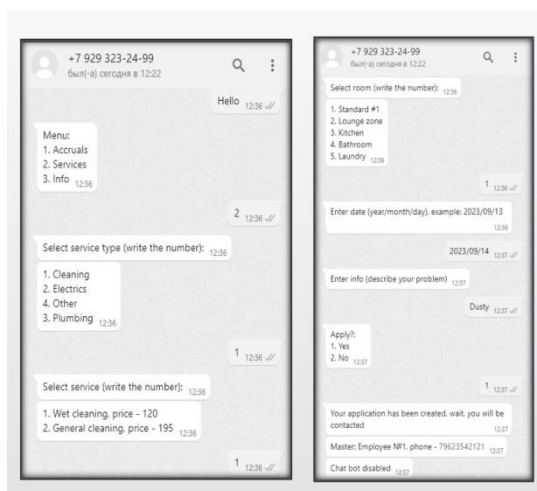 +7 929 323-24-99
был(-а) сегодня в 12:22
Hello 12:36
Menu:
1. Accruals
2. Services
3. Info 12:36
2 12:36
Select service type (write the number): 12:36
1. Cleaning
2. Electrics
4. Other
3. Plumbing 12:36
1 12:36
Select service (write the number): 12:36
1. Wet cleaning, price - 120
2. General cleaning, price - 195 12:36
1 12:36
+7 929 323-24-99
был(-а) сегодня в 12:22
Select room (write the number): 12:36
1. Standard #1
2. Lounge zone
3. Kitchen
4. Bathroom
5. Laundry 12:36
1 12:36
Enter date (year/month/day), example: 2023/09/13
12:36
2023/09/14 12:37
Enter info (describe your problem) 12:37
Dusty 12:37
Apply?:
1. Yes
2. No 12:37
1 12:37
Your application has been created, wait, you will be
contacted 12:37
Master: Employee №1, phone - 79623542121 12:37
Chat bot disabled 12:37